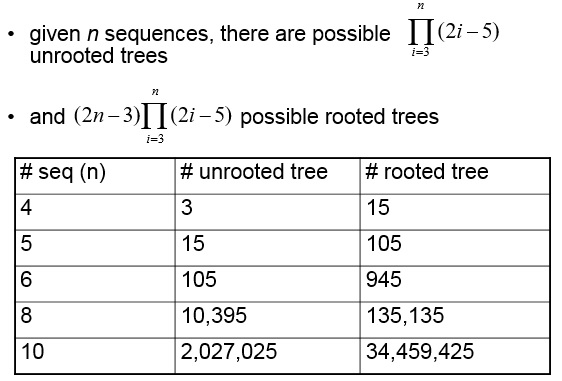 • given n sequences, there are possible ∏_{i=3}^{n} (2i − 5)
unrooted trees
• and (2n − 3)∏_{i=3}^{n} (2i − 5) possible rooted trees
# seq (n) # unrooted tree # rooted tree
4 3 15
5 15 105
6 105 945
8 10,395 135,135
10 2,027,025 34,459,425